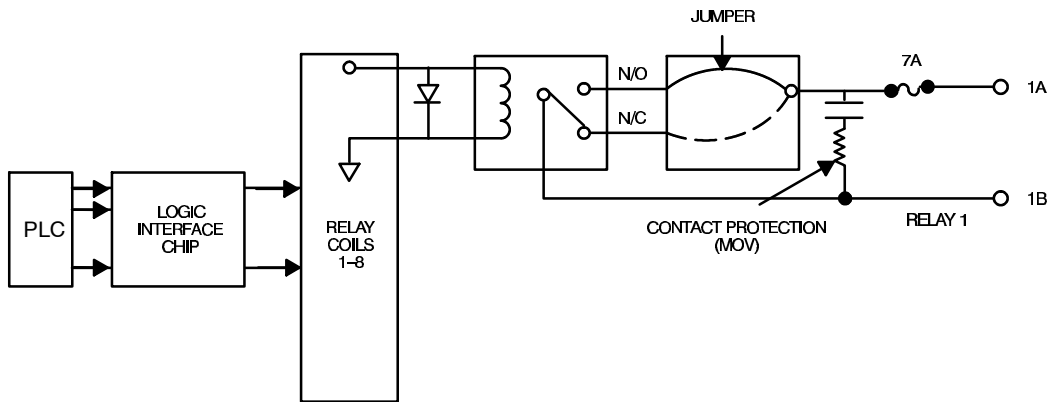 JUMPER
7A
N/O
1A
N/C
PLC
LOGIC
INTERFACE
CHIP
RELAY
COILS
1–8
CONTACT PROTECTION
(MOV)
RELAY 1
1B